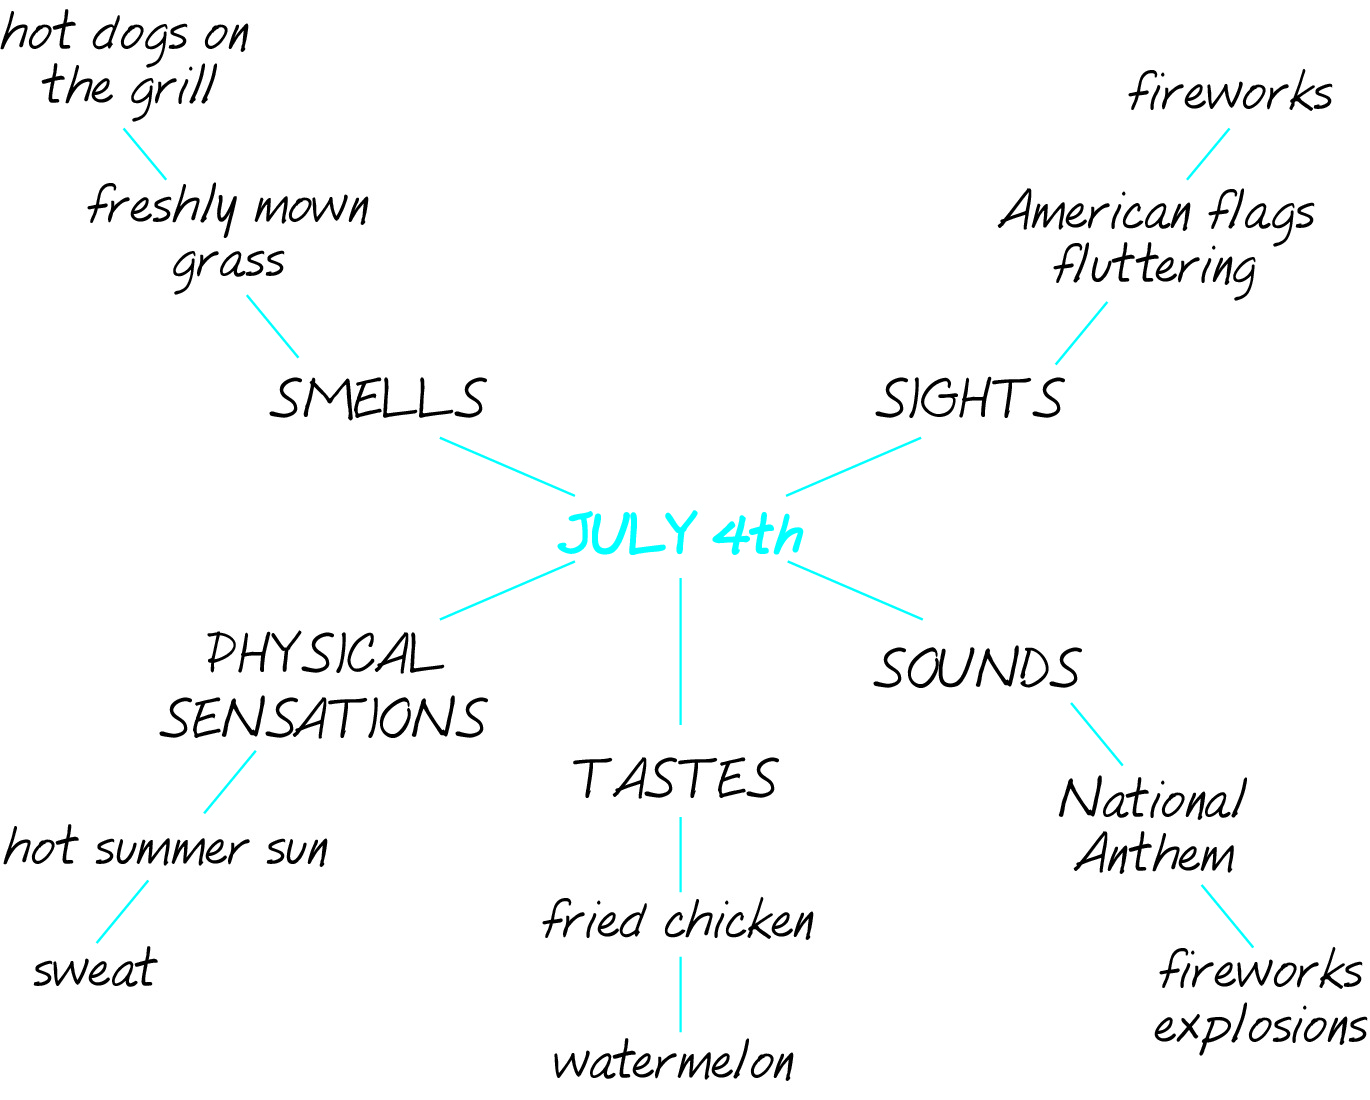 hot dogs on
the grill
fireworks
freshly mown
grass
American flags
fluttering
SMELLS
SIGHTS
JULY 4th
PHYSICAL
SENSATIONS
SOUNDS
TASTES
National
Anthem
hot summer sun
fried chicken
sweat
fireworks
explosions
watermelon